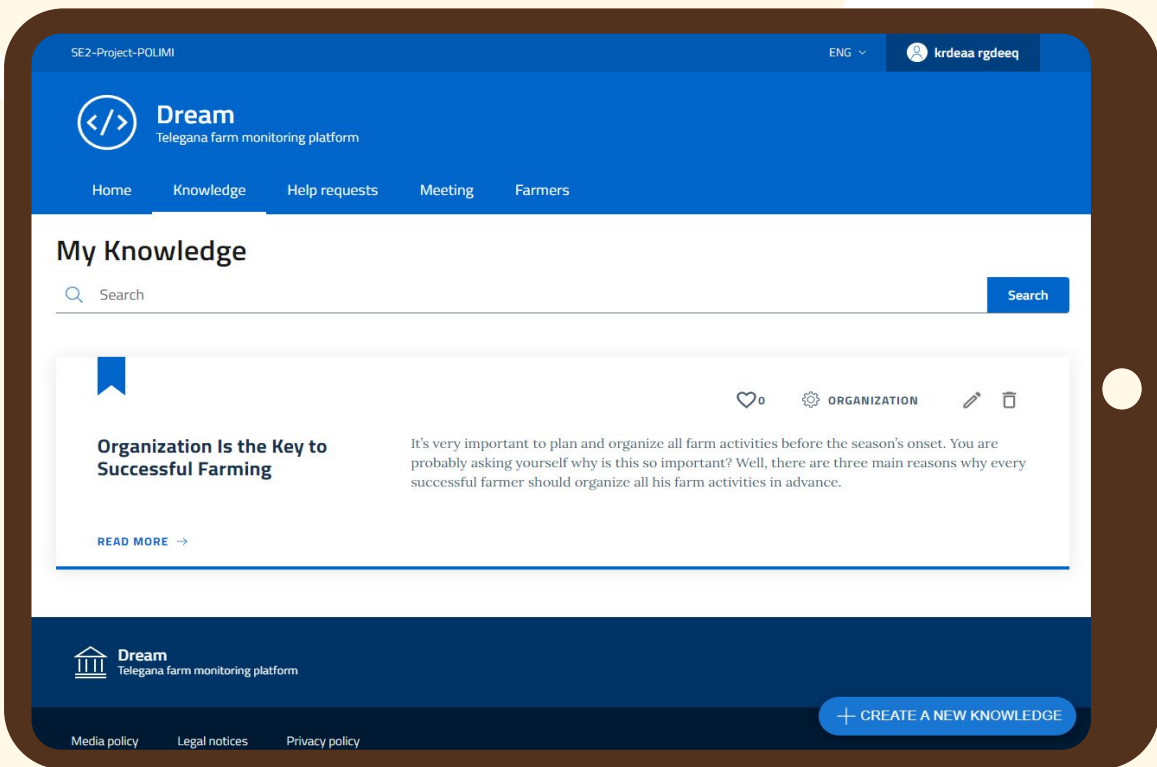 SE2-Project-POLIMI
ENG
krdeaa rgdeeq
Dream
Telegana farm monitoring platform
Home Knowledge Help requests Meeting Farmers
My Knowledge
Search
Search
0
ORGANIZATION
Organization Is the Key to
Successful Farming
It's very important to plan and organize all farm activities before the season's onset. You are
probably asking yourself why is this so important? Well, there are three main reasons why every
successful farmer should organize all his farm activities in advance.
READ MORE →
Dream
Telegana farm monitoring platform
CREATE A NEW KNOWLEDGE
Media policy Legal notices Privacy policy